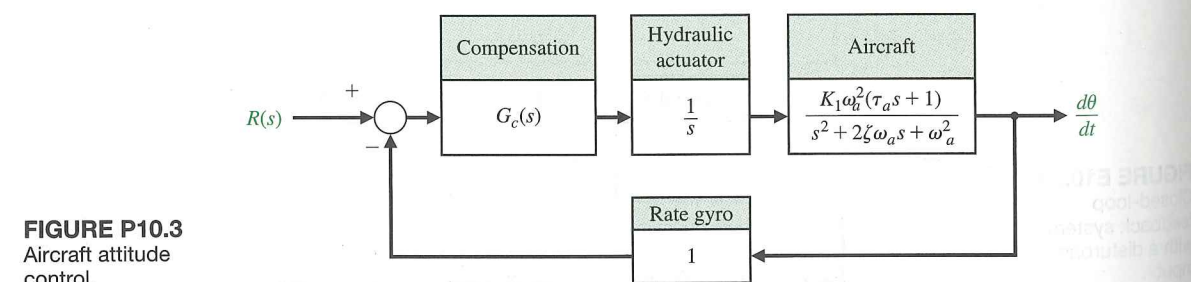 Compensation
Hydraulic
actuator
Aircraft
+
R(s)
G_c(s)
1
s
K_1ω_a^2(τ_a s + 1)
s^2 + 2ζω_a s + ω_a^2
dθ
dt
−
Rate gyro
1
FIGURE P10.3
Aircraft attitude
control